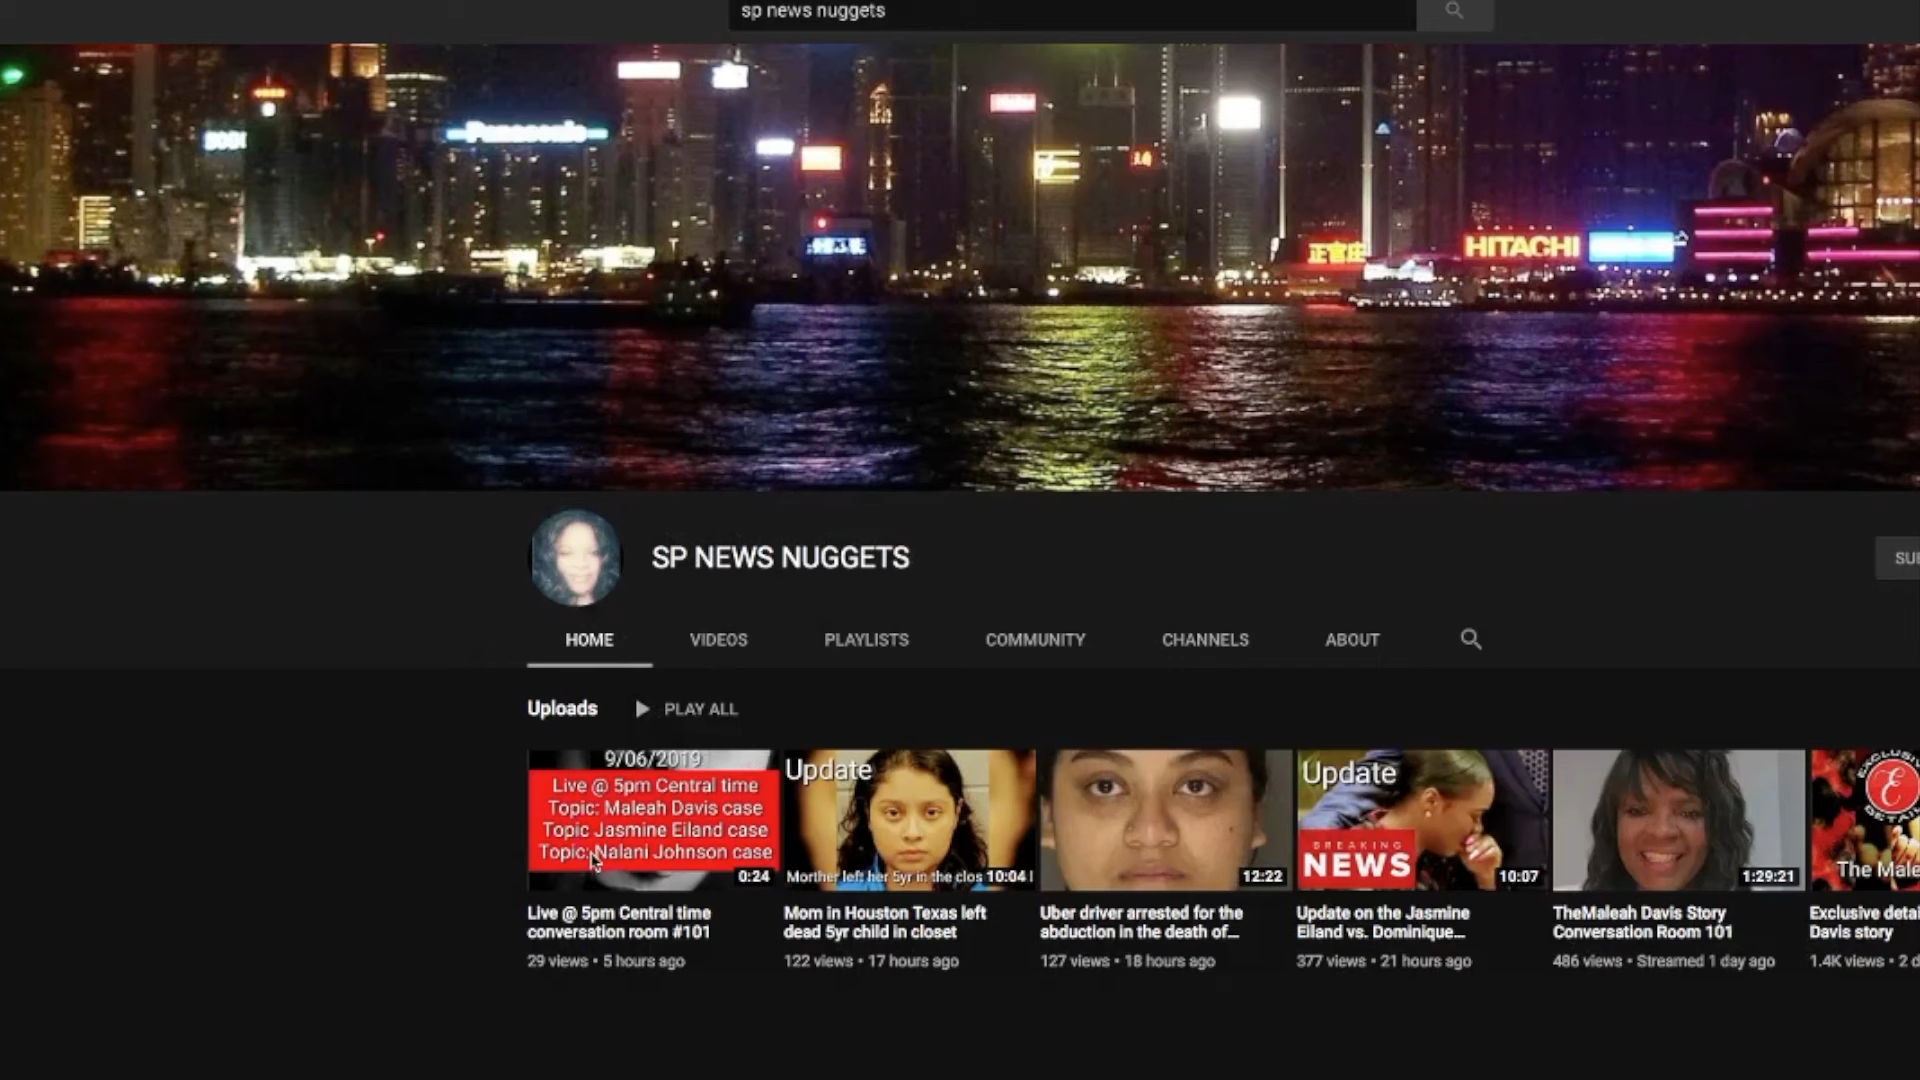 sp news nuggets
Panasonic
正官庄
HITACHI
SP NEWS NUGGETS
SU
HOME
VIDEOS
PLAYLISTS
COMMUNITY
CHANNELS
ABOUT
Uploads
PLAY ALL
9/06/2019
Live @ 5pm Central time
Topic: Maleah Davis case
Topic Jasmine Eiland case
Topic: Nalani Johnson case
0:24
Update
Morther left her 5yr in the clos
10:04
12:22
Update
BREAKING
NEWS
10:07
1:29:21
EXCLUSIV
E
DETAI
The Male
Live @ 5pm Central time
conversation room #101
29 views • 5 hours ago
Mom in Houston Texas left
dead 5yr child in closet
122 views • 17 hours ago
Uber driver arrested for the
abduction in the death of...
127 views • 18 hours ago
Update on the Jasmine
Eiland vs. Dominique...
377 views • 21 hours ago
TheMaleah Davis Story
Conversation Room 101
486 views • Streamed 1 day ago
Exclusive detai
Davis story
1.4K views • 2 d